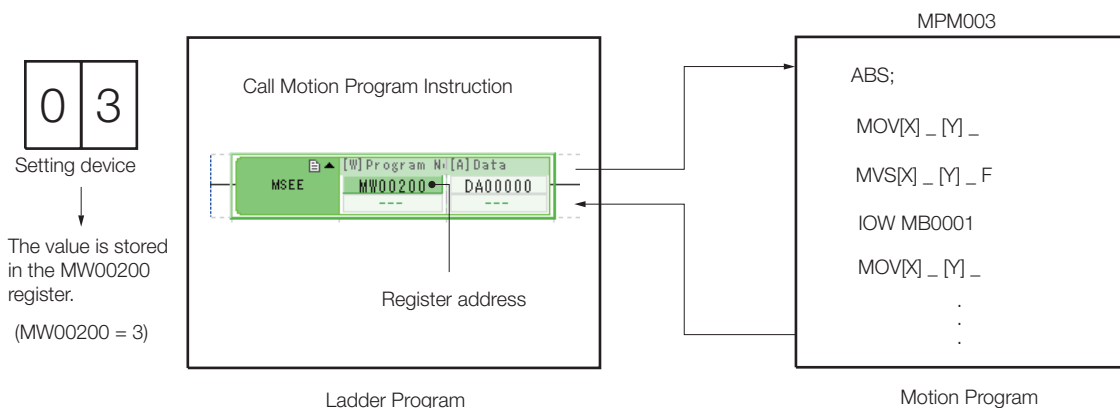 MPM003
0 3
Setting device
The value is stored
in the MW00200
register.
(MW00200 = 3)
Call Motion Program Instruction
[W]Program No [A]Data
MSEE MW00200 DA00000
--- ---
Register address
Ladder Program
ABS;
MOV[X] _ [Y] _
MVS[X] _ [Y] _ F
IOW MB0001
MOV[X] _ [Y] _
.
.
.
Motion Program